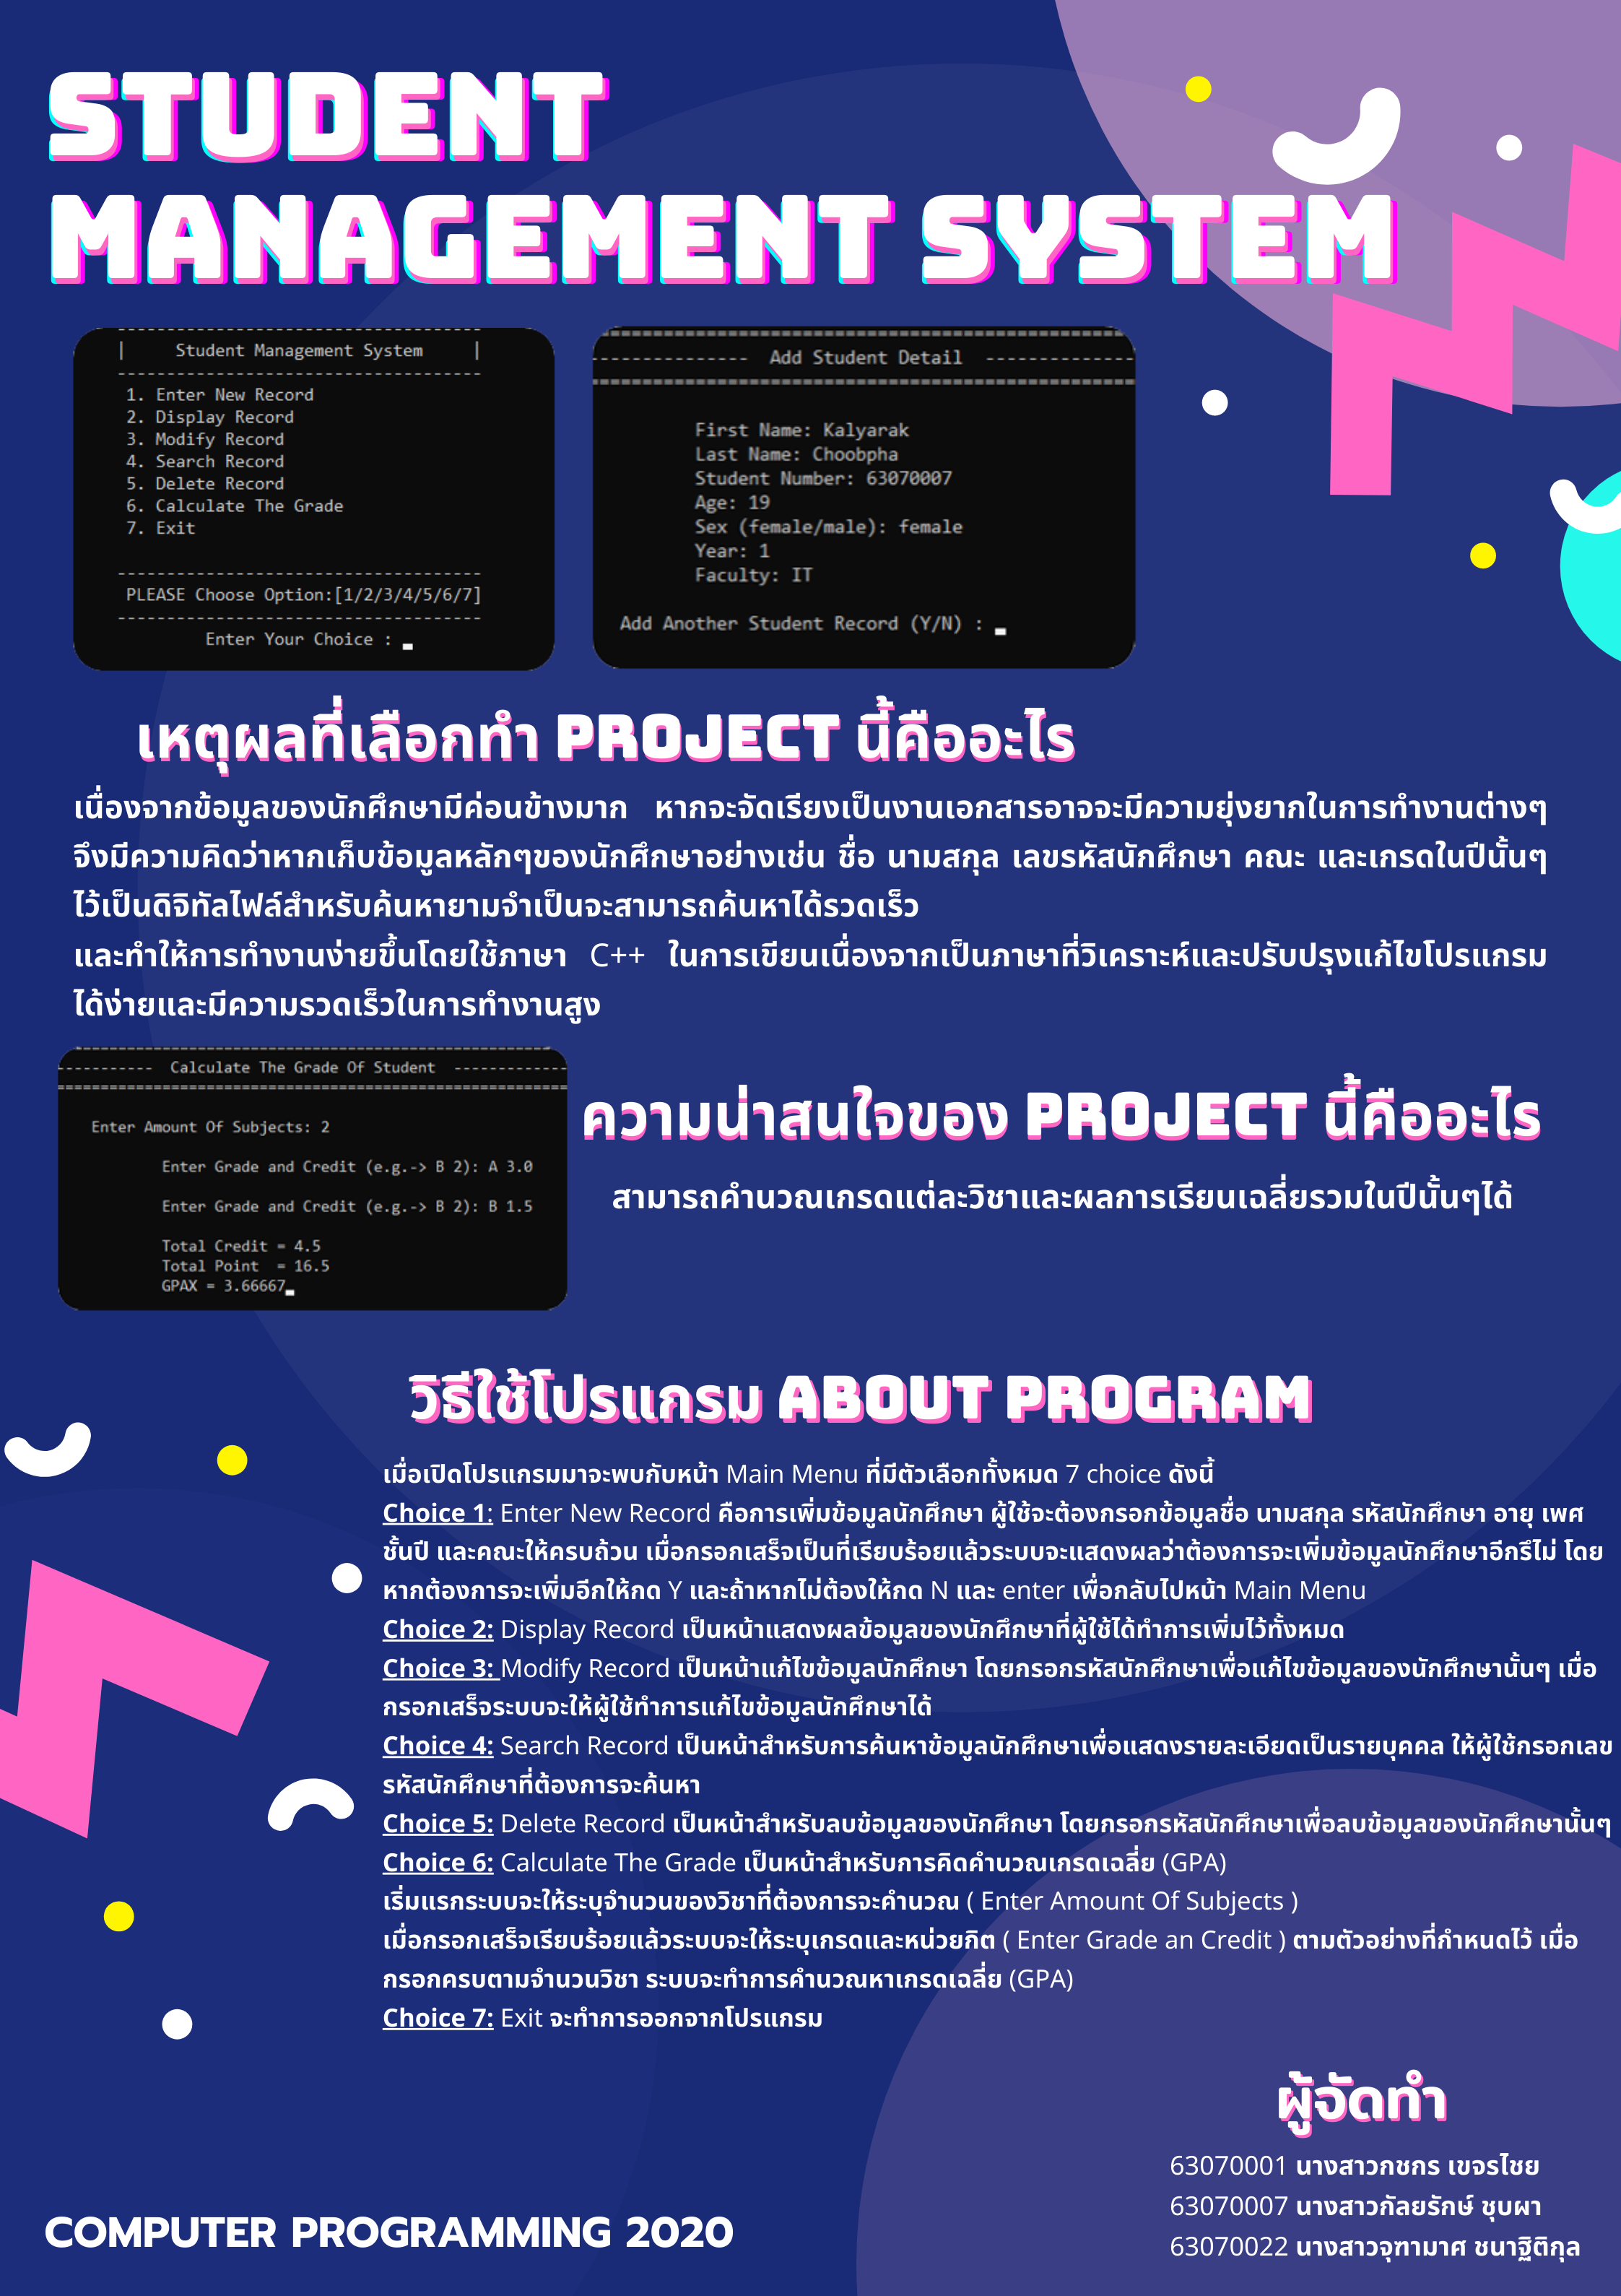 STUDENT
MANAGEMENT SYSTEM
| Student Management System |
1. Enter New Record
2. Display Record
3. Modify Record
4. Search Record
5. Delete Record
6. Calculate The Grade
7. Exit
PLEASE Choose Option:[1/2/3/4/5/6/7]
Enter Your Choice :
--------------- Add Student Detail --------------
First Name: Kalyarak
Last Name: Choobpha
Student Number: 63070007
Age: 19
Sex (female/male): female
Year: 1
Faculty: IT
Add Another Student Record (Y/N) :
เหตุผลที่เลือกทำ PROJECT นี้คืออะไร
เนื่องจากข้อมูลของนักศึกษามีค่อนข้างมาก หากจะจัดเรียงเป็นงานเอกสารอาจจะมีความยุ่งยากในการทำงานต่างๆ
จึงมีความคิดว่าหากเก็บข้อมูลหลักๆของนักศึกษาอย่างเช่น ชื่อ นามสกุล เลขรหัสนักศึกษา คณะ และเกรดในปีนั้นๆ
ไว้เป็นดิจิทัลไฟล์สำหรับค้นหายามจำเป็นจะสามารถค้นหาได้รวดเร็ว
และทำให้การทำงานง่ายขึ้นโดยใช้ภาษา C++ ในการเขียนเนื่องจากเป็นภาษาที่วิเคราะห์และปรับปรุงแก้ไขโปรแกรม
ได้ง่ายและมีความรวดเร็วในการทำงานสูง
----------- Calculate The Grade Of Student -------------
Enter Amount Of Subjects: 2
Enter Grade and Credit (e.g.-> B 2): A 3.0
Enter Grade and Credit (e.g.-> B 2): B 1.5
Total Credit = 4.5
Total Point = 16.5
GPAX = 3.66667
ความน่าสนใจของ PROJECT นี้คืออะไร
สามารถคำนวณเกรดแต่ละวิชาและผลการเรียนเฉลี่ยรวมในปีนั้นๆได้
วิธีใช้โปรแกรม ABOUT PROGRAM
เมื่อเปิดโปรแกรมมาจะพบกับหน้า Main Menu ที่มีตัวเลือกทั้งหมด 7 choice ดังนี้
Choice 1: Enter New Record คือการเพิ่มข้อมูลนักศึกษา ผู้ใช้จะต้องกรอกข้อมูลชื่อ นามสกุล รหัสนักศึกษา อายุ เพศ
ชั้นปี และคณะให้ครบถ้วน เมื่อกรอกเสร็จเป็นที่เรียบร้อยแล้วระบบจะแสดงผลว่าต้องการจะเพิ่มข้อมูลนักศึกษาอีกรึไม่ โดย
หากต้องการจะเพิ่มอีกให้กด Y และถ้าหากไม่ต้องให้กด N และ enter เพื่อกลับไปหน้า Main Menu
Choice 2: Display Record เป็นหน้าแสดงผลข้อมูลของนักศึกษาที่ผู้ใช้ได้ทำการเพิ่มไว้ทั้งหมด
Choice 3: Modify Record เป็นหน้าแก้ไขข้อมูลนักศึกษา โดยกรอกรหัสนักศึกษาเพื่อแก้ไขข้อมูลของนักศึกษานั้นๆ เมื่อ
กรอกเสร็จระบบจะให้ผู้ใช้ทำการแก้ไขข้อมูลนักศึกษาได้
Choice 4: Search Record เป็นหน้าสำหรับการค้นหาข้อมูลนักศึกษาเพื่อแสดงรายละเอียดเป็นรายบุคคล ให้ผู้ใช้กรอกเลข
รหัสนักศึกษาที่ต้องการจะค้นหา
Choice 5: Delete Record เป็นหน้าสำหรับลบข้อมูลของนักศึกษา โดยกรอกรหัสนักศึกษาเพื่อลบข้อมูลของนักศึกษานั้นๆ
Choice 6: Calculate The Grade เป็นหน้าสำหรับการคิดคำนวณเกรดเฉลี่ย (GPA)
เริ่มแรกระบบจะให้ระบุจำนวนของวิชาที่ต้องการจะคำนวณ ( Enter Amount Of Subjects )
เมื่อกรอกเสร็จเรียบร้อยแล้วระบบจะให้ระบุเกรดและหน่วยกิต ( Enter Grade an Credit ) ตามตัวอย่างที่กำหนดไว้ เมื่อ
กรอกครบตามจำนวนวิชา ระบบจะทำการคำนวณหาเกรดเฉลี่ย (GPA)
Choice 7: Exit จะทำการออกจากโปรแกรม
ผู้จัดทำ
63070001 นางสาวกชกร เขจรไชย
63070007 นางสาวกัลยรักษ์ ชุบผา
63070022 นางสาวจุฑามาศ ชนาฐิติกุล
COMPUTER PROGRAMMING 2020